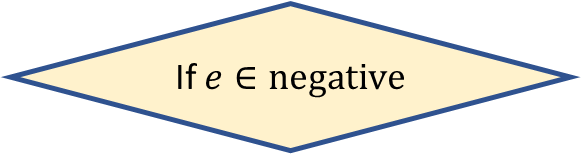 If e ∈ negative